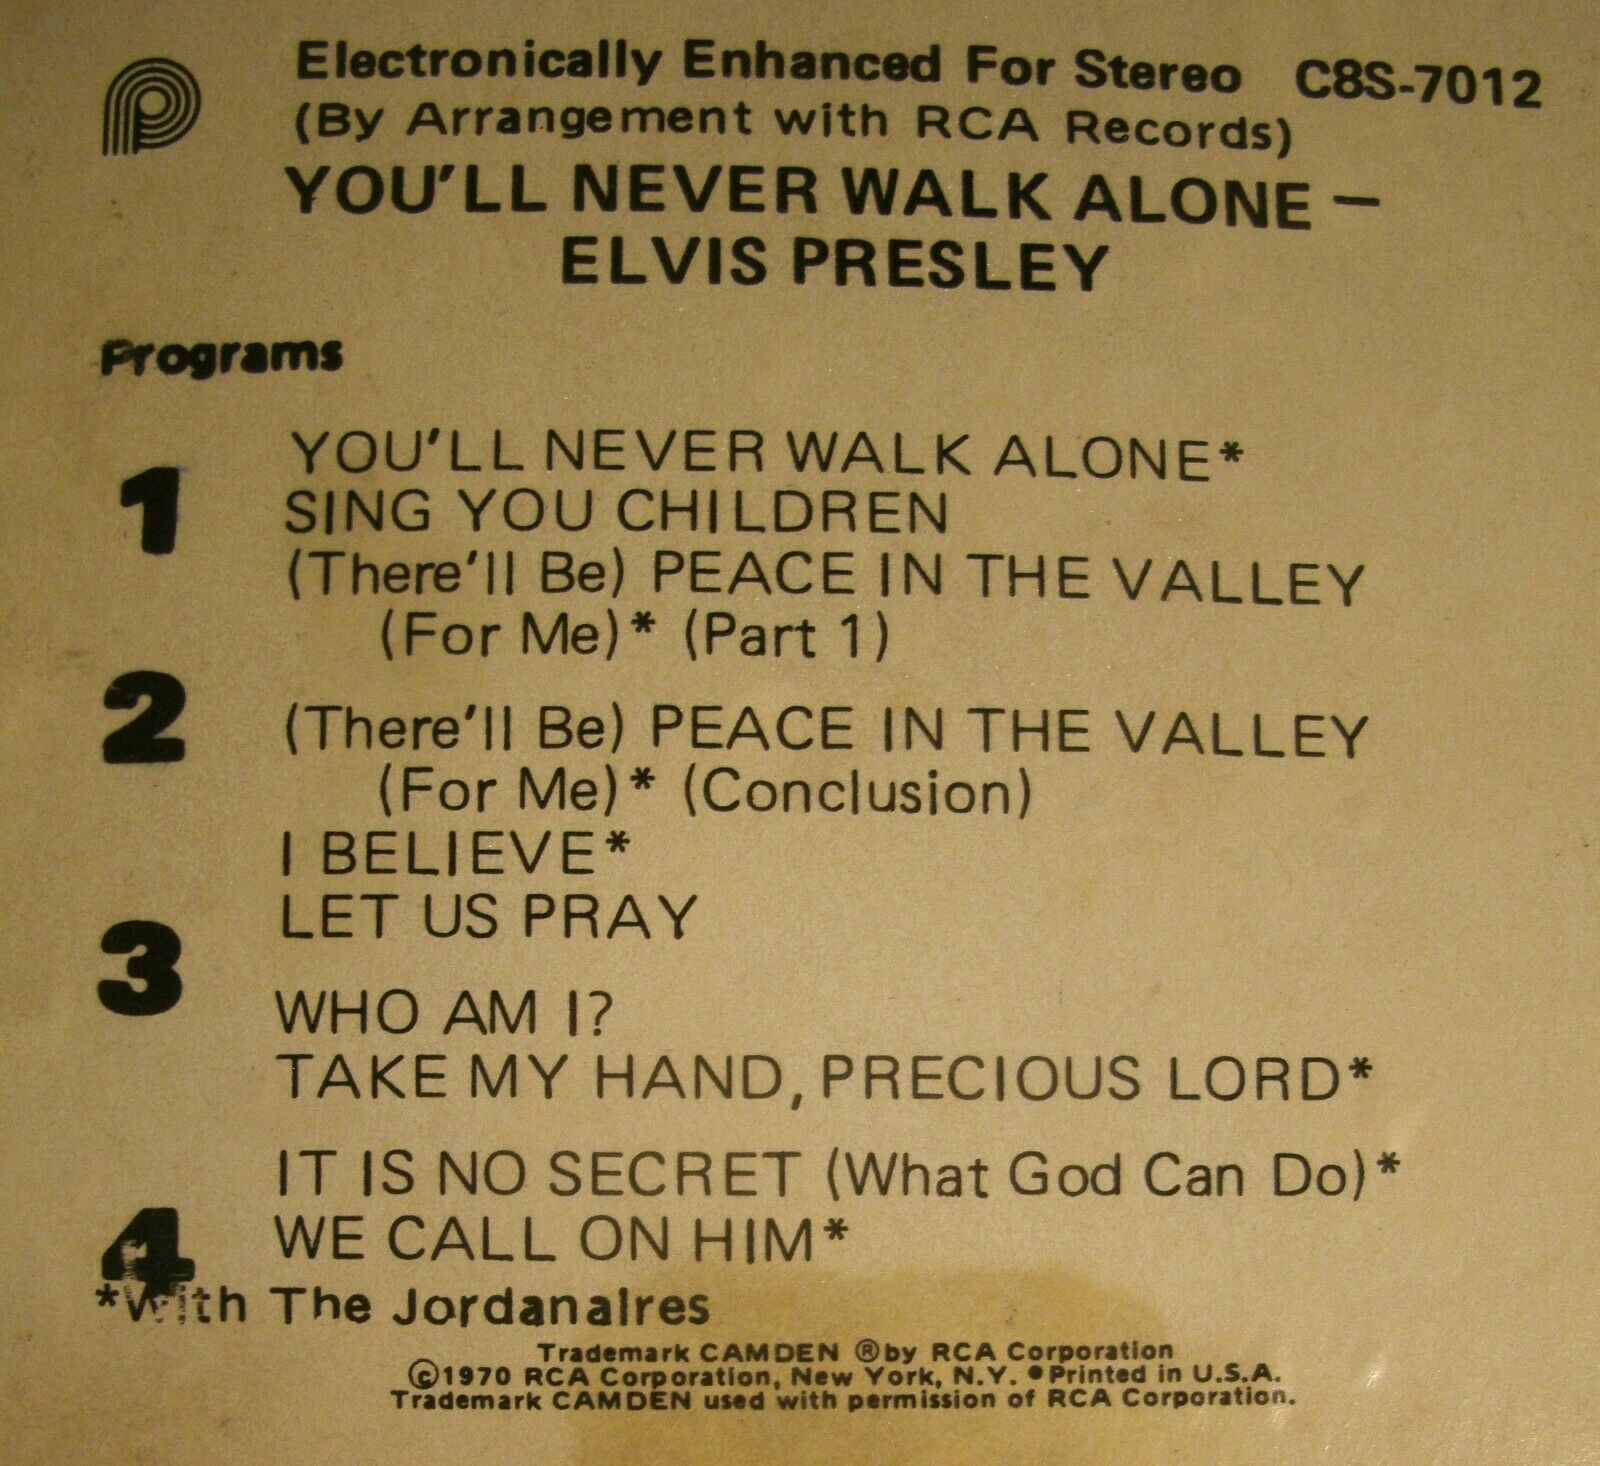 Electronically Enhanced For Stereo C8S-7012
(By Arrangement with RCA Records)
YOU'LL NEVER WALK ALONE —
ELVIS PRESLEY
Programs
1
YOU'LL NEVER WALK ALONE*
SING YOU CHILDREN
(There'll Be) PEACE IN THE VALLEY
(For Me)* (Part 1)
2
(There'll Be) PEACE IN THE VALLEY
(For Me)* (Conclusion)
I BELIEVE*
LET US PRAY
3
WHO AM I?
TAKE MY HAND, PRECIOUS LORD*
4
IT IS NO SECRET (What God Can Do)*
WE CALL ON HIM*
*With The Jordanaires
Trademark CAMDEN ® by RCA Corporation
©1970 RCA Corporation, New York, N.Y. • Printed in U.S.A.
Trademark CAMDEN used with permission of RCA Corporation.